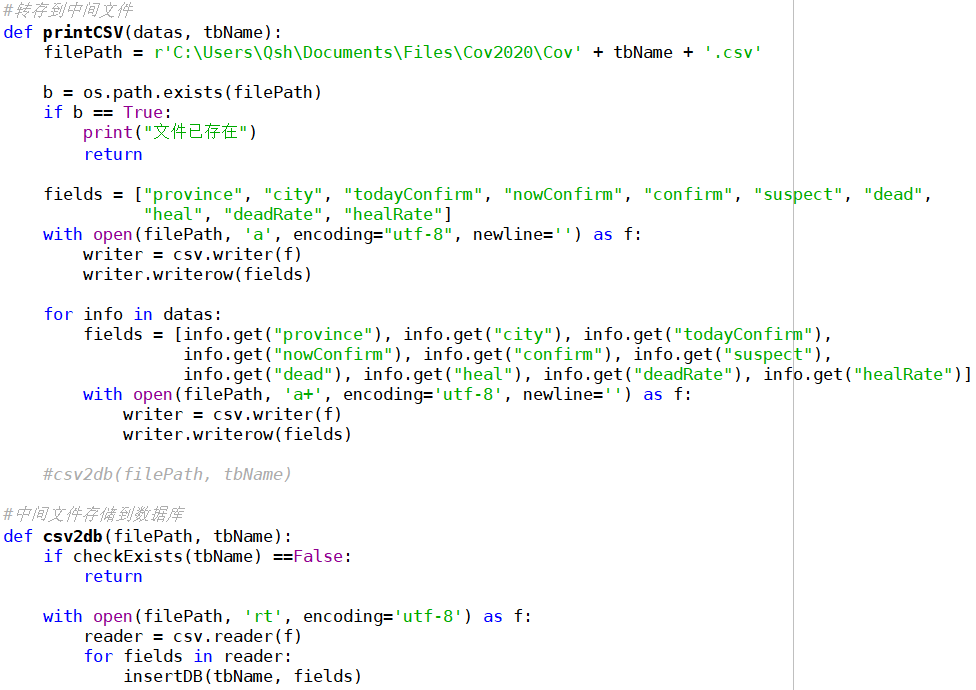 #转存到中间文件
def printCSV(datas, tbName):
    filePath = r'C:\Users\Qsh\Documents\Files\Cov2020\Cov' + tbName + '.csv'

    b = os.path.exists(filePath)
    if b == True:
        print("文件已存在")
        return

    fields = ["province", "city", "todayConfirm", "nowConfirm", "confirm", "suspect", "dead",
              "heal", "deadRate", "healRate"]
    with open(filePath, 'a', encoding="utf-8", newline='') as f:
        writer = csv.writer(f)
        writer.writerow(fields)

    for info in datas:
        fields = [info.get("province"), info.get("city"), info.get("todayConfirm"),
                  info.get("nowConfirm"), info.get("confirm"), info.get("suspect"),
                  info.get("dead"), info.get("heal"), info.get("deadRate"), info.get("healRate")]
        with open(filePath, 'a+', encoding='utf-8', newline='') as f:
            writer = csv.writer(f)
            writer.writerow(fields)

    #csv2db(filePath, tbName)

#中间文件存储到数据库
def csv2db(filePath, tbName):
    if checkExists(tbName) ==False:
        return

    with open(filePath, 'rt', encoding='utf-8') as f:
        reader = csv.reader(f)
        for fields in reader:
            insertDB(tbName, fields)